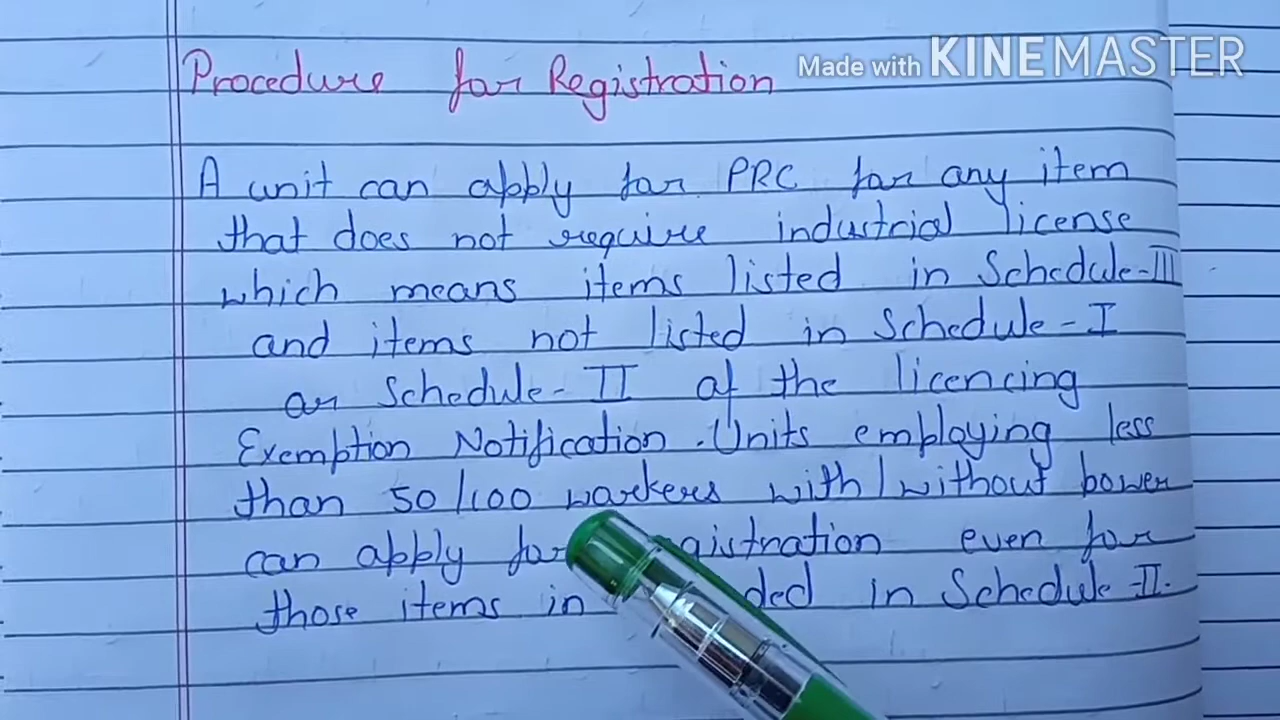 Made with KINEMASTER
Procedure for Registration
A unit can apply for PRC for any item
that does not require industrial license
which means items listed in Schedule-III
and items not listed in Schedule-I
or Schedule-II of the licencing
Exemption Notification. Units employing less
than 50/100 workers with/without power
can apply for gistration even for
those items in ded in Schedule-II.